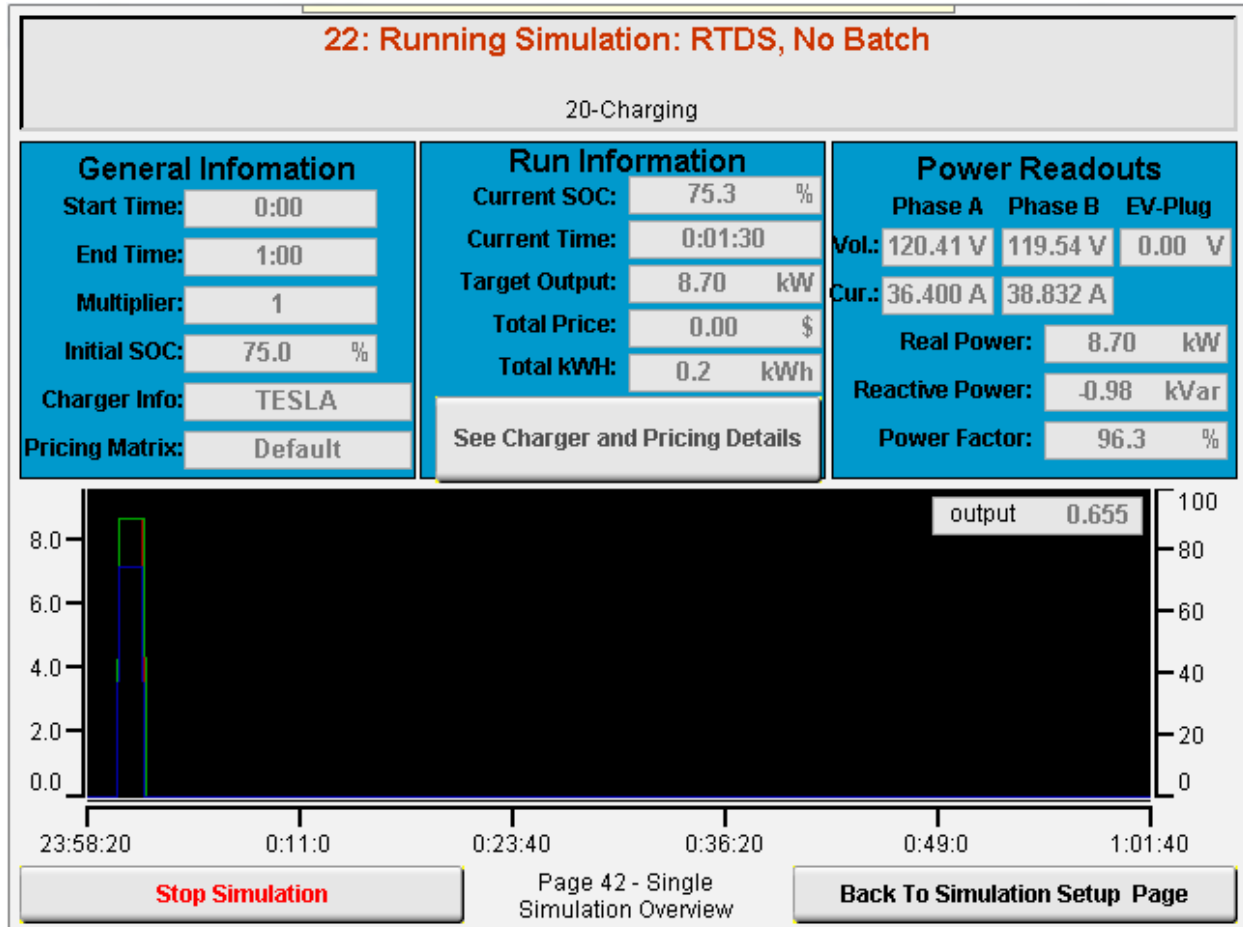 22: Running Simulation: RTDS, No Batch
20-Charging
General Infomation
Start Time: 0:00
End Time: 1:00
Multiplier: 1
Initial SOC: 75.0 %
Charger Info: TESLA
Pricing Matrix: Default
Run Information
Current SOC: 75.3 %
Current Time: 0:01:30
Target Output: 8.70 kW
Total Price: 0.00 $
Total kWH: 0.2 kWh
See Charger and Pricing Details
Power Readouts
Phase A Phase B EV-Plug
Vol.: 120.41 V 119.54 V 0.00 V
Cur.: 36.400 A 38.832 A
Real Power: 8.70 kW
Reactive Power: -0.98 kVar
Power Factor: 96.3 %
output 0.655
8.0
6.0
4.0
2.0
0.0
100
80
60
40
20
0
23:58:20 0:11:0 0:23:40 0:36:20 0:49:0 1:01:40
Stop Simulation
Page 42 - Single
Simulation Overview
Back To Simulation Setup Page